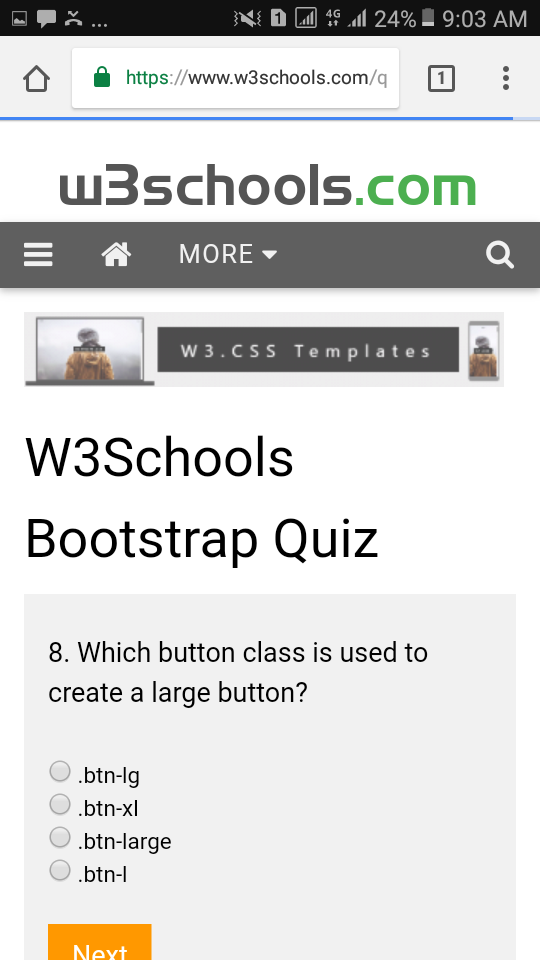 ... 1 4G 24% 9:03 AM
https://www.w3schools.com/q 1
w3schools.com
MORE
W3.CSS Templates
W3Schools
Bootstrap Quiz
8. Which button class is used to
create a large button?
.btn-lg
.btn-xl
.btn-large
.btn-l
Next